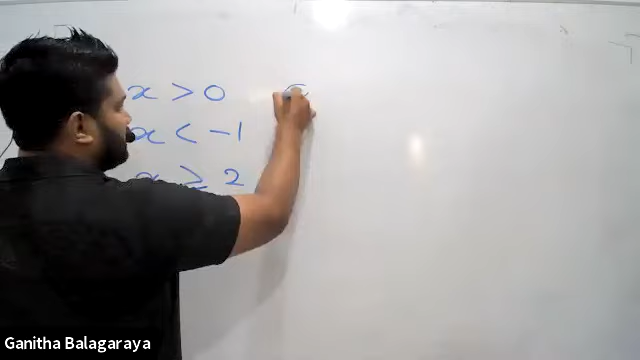 x > 0
x < -1
x ≥ 2
Ganitha Balagaraya